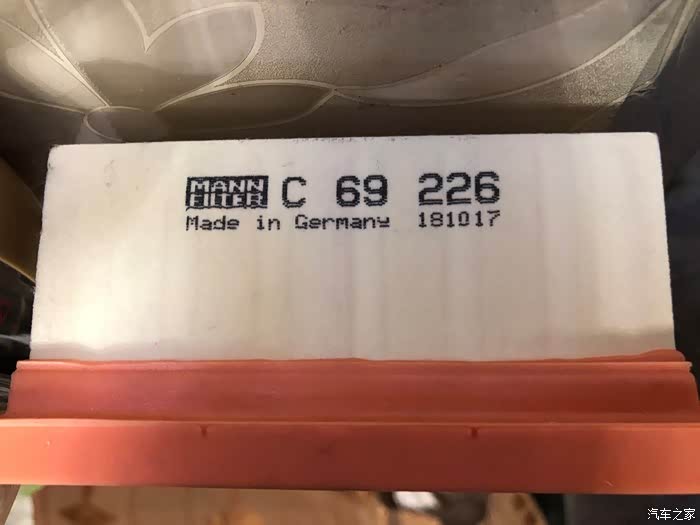 MANN FILTER C 69 226
Made in Germany 181017
汽车之家